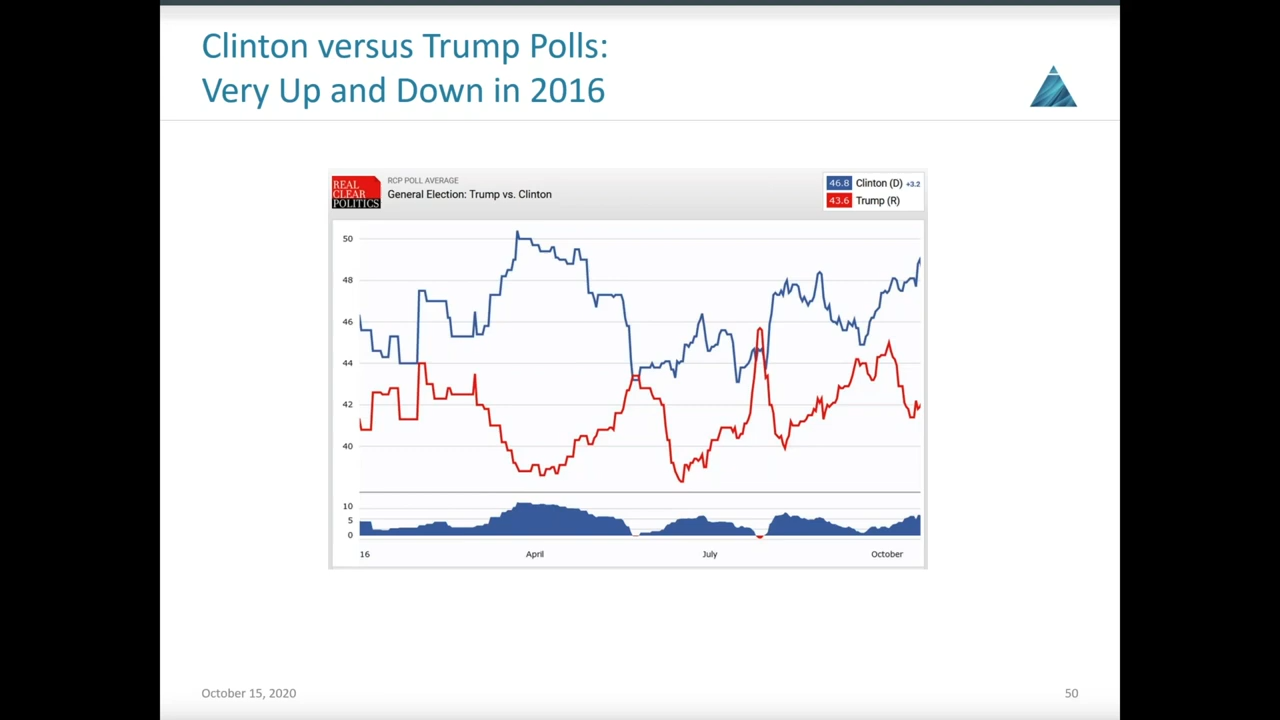 Clinton versus Trump Polls:
Very Up and Down in 2016
REAL
CLEAR
POLITICS
RCP POLL AVERAGE
General Election: Trump vs. Clinton
46.8 Clinton (D) +3.2
43.6 Trump (R)
50
48
46
44
42
40
10
5
0
16 April July October
October 15, 2020 50